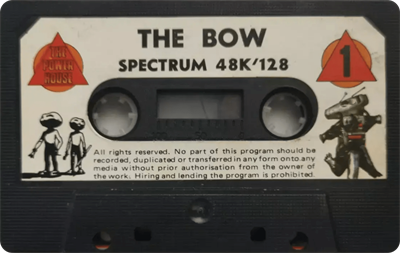 THE BOW
SPECTRUM 48K/128
THE
POWER
HOUSE
1
All rights reserved. No part of this program should be
recorded, duplicated or transferred in any form onto.any
media without prior authorisation from the owner of
the work. Hiring and lending the program is prohibited.